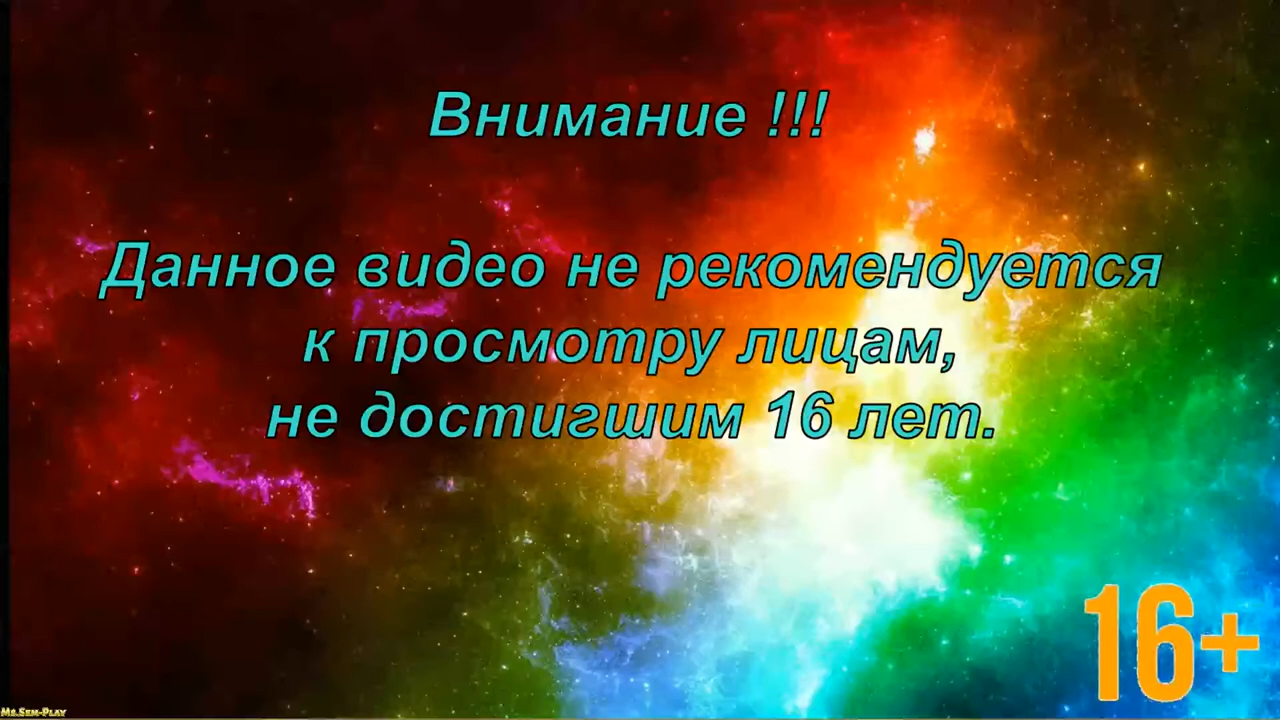 Внимание !!!
Данное видео не рекомендуется
к просмотру лицам,
не достигшим 16 лет.
16+
Ms.Sem-Play